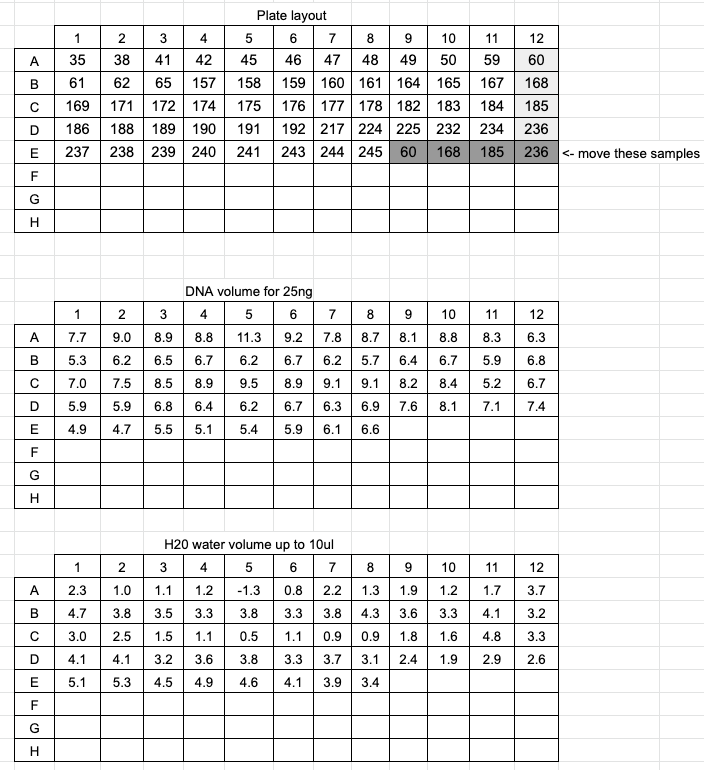 Plate layout
1 2 3 4 5 6 7 8 9 10 11 12
A 35 38 41 42 45 46 47 48 49 50 59 60
B 61 62 65 157 158 159 160 161 164 165 167 168
C 169 171 172 174 175 176 177 178 182 183 184 185
D 186 188 189 190 191 192 217 224 225 232 234 236
E 237 238 239 240 241 243 244 245 60 168 185 236 <- move these samples
F
G
H
DNA volume for 25ng
1 2 3 4 5 6 7 8 9 10 11 12
A 7.7 9.0 8.9 8.8 11.3 9.2 7.8 8.7 8.1 8.8 8.3 6.3
B 5.3 6.2 6.5 6.7 6.2 6.7 6.2 5.7 6.4 6.7 5.9 6.8
C 7.0 7.5 8.5 8.9 9.5 8.9 9.1 9.1 8.2 8.4 5.2 6.7
D 5.9 5.9 6.8 6.4 6.2 6.7 6.3 6.9 7.6 8.1 7.1 7.4
E 4.9 4.7 5.5 5.1 5.4 5.9 6.1 6.6
F
G
H
H20 water volume up to 10ul
1 2 3 4 5 6 7 8 9 10 11 12
A 2.3 1.0 1.1 1.2 -1.3 0.8 2.2 1.3 1.9 1.2 1.7 3.7
B 4.7 3.8 3.5 3.3 3.8 3.3 3.8 4.3 3.6 3.3 4.1 3.2
C 3.0 2.5 1.5 1.1 0.5 1.1 0.9 0.9 1.8 1.6 4.8 3.3
D 4.1 4.1 3.2 3.6 3.8 3.3 3.7 3.1 2.4 1.9 2.9 2.6
E 5.1 5.3 4.5 4.9 4.6 4.1 3.9 3.4
F
G
H